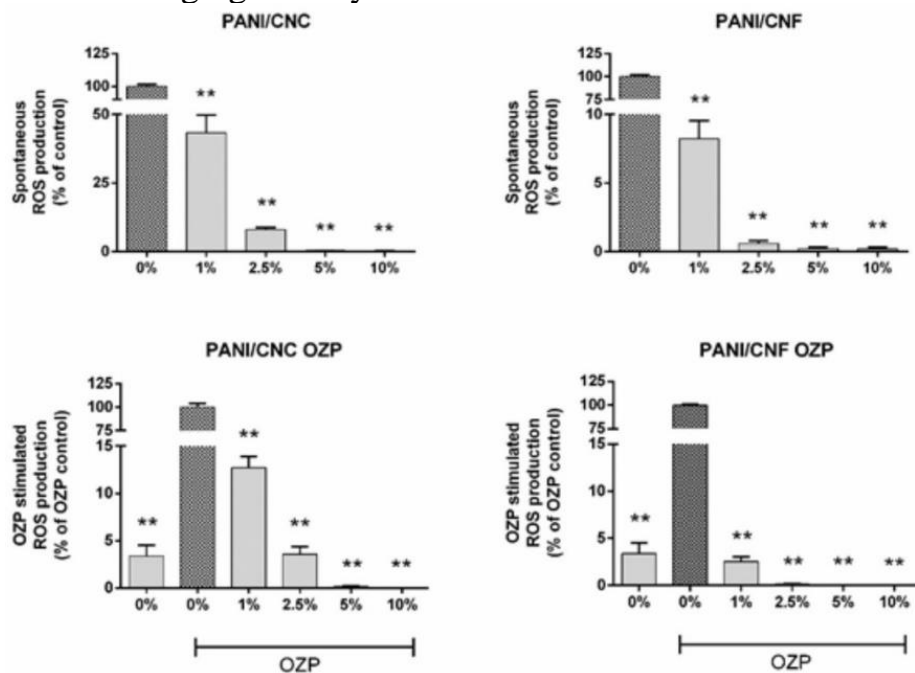 PANI/CNC
Spontaneous
ROS production
(% of control)
125
100
50
25
0
**
**
**
**
0% 1% 2.5% 5% 10%
PANI/CNF
Spontaneous
ROS production
(% of control)
125
100
75
10
5
0
**
**
**
**
0% 1% 2.5% 5% 10%
PANI/CNC OZP
OZP stimulated
ROS production
(% of OZP control)
125
100
75
15
10
5
0
**
**
**
**
**
0% 0% 1% 2.5% 5% 10%
OZP
PANI/CNF OZP
OZP stimulated
ROS production
(% of OZP control)
125
100
75
15
10
5
0
**
**
**
**
**
0% 0% 1% 2.5% 5% 10%
OZP